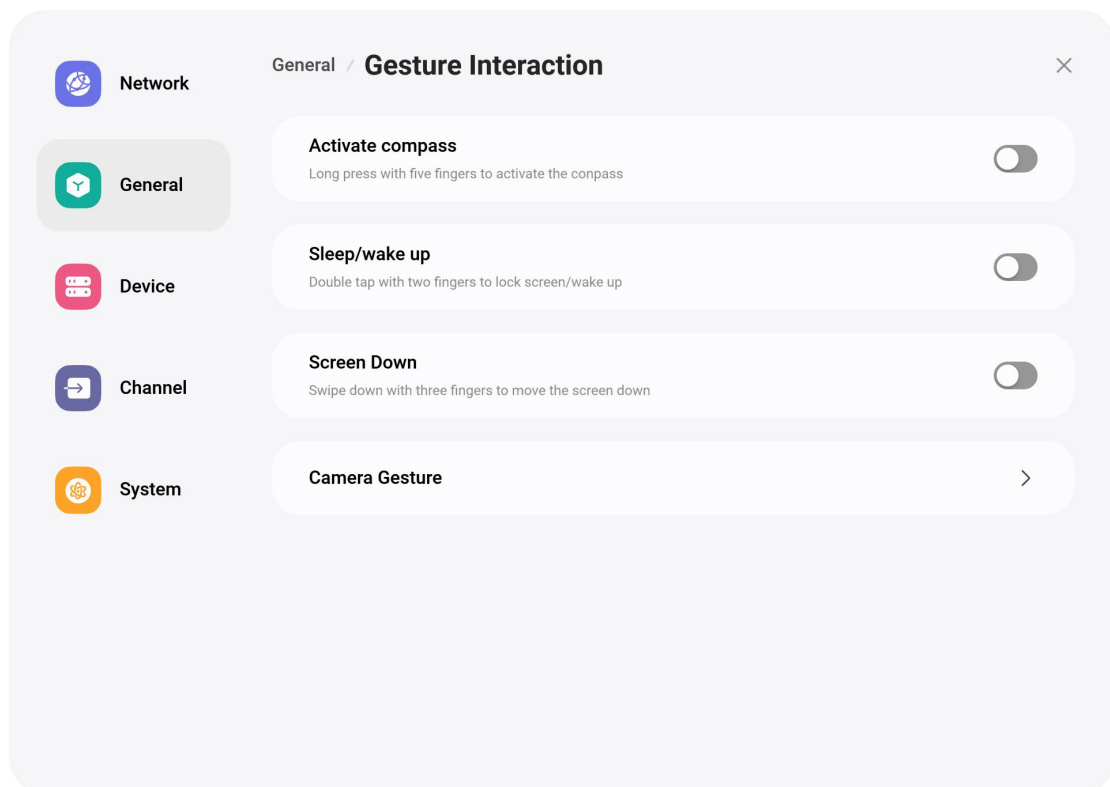 Network
General
Device
Channel
System
General / Gesture Interaction
Activate compass
Long press with five fingers to activate the conpass
Sleep/wake up
Double tap with two fingers to lock screen/wake up
Screen Down
Swipe down with three fingers to move the screen down
Camera Gesture